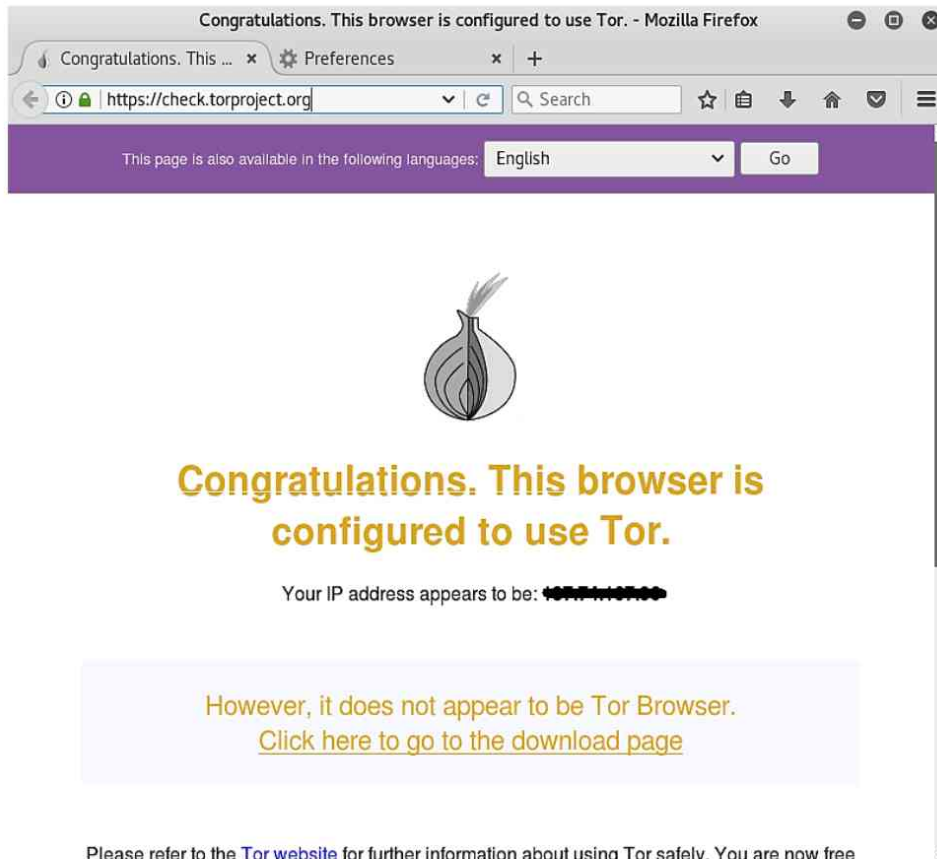 Congratulations. This browser is configured to use Tor. - Mozilla Firefox
Congratulations. This ...
Preferences
https://check.torproject.org
Search
This page is also available in the following languages:
English
Go
Congratulations. This browser is
configured to use Tor.
Your IP address appears to be:
However, it does not appear to be Tor Browser.
Click here to go to the download page
Please refer to the Tor website for further information about using Tor safely. You are now free